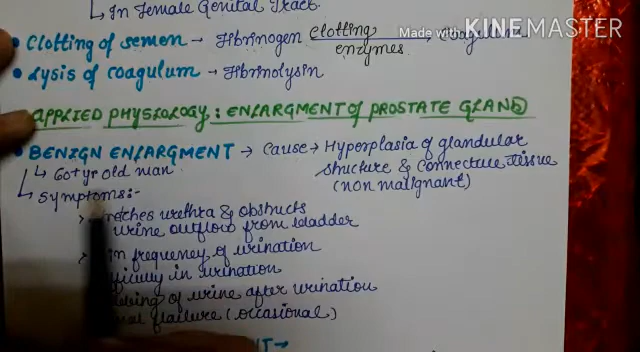 ↳ In Female Genital Tract
Made with KINEMASTER
• Clotting of semen → Fibrinogen clotting enzymes → Coagulum
• Lysis of coagulum → Fibrinolysin
APPLIED PHYSIOLOGY: ENLARGMENT OF PROSTATE GLAND
• BENIGN ENLARGMENT → Cause → Hyperplasia of glandular
structure & connective tissue
(non malignant)
↳ 60+ yr old man
↳ Symptoms:-
urethra & obstructs
urine outflow from bladder
in frequency of urination
in urination
of urine after urination
failure (occasional)